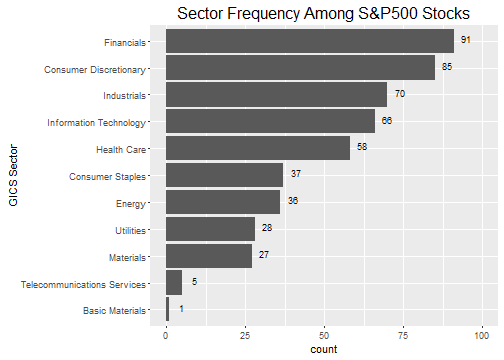 Sector Frequency Among S&P500 Stocks
GICS Sector
Financials 91
Consumer Discretionary 85
Industrials 70
Information Technology 66
Health Care 58
Consumer Staples 37
Energy 36
Utilities 28
Materials 27
Telecommunications Services 5
Basic Materials 1
0 25 50 75 100
count